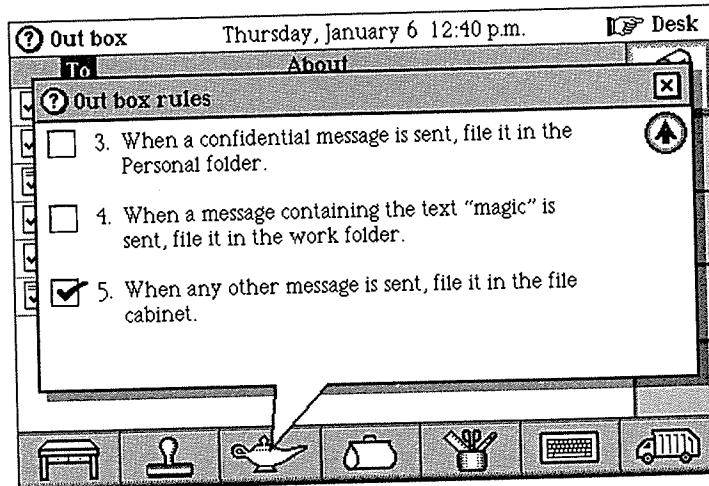 ? Out box Thursday, January 6 12:40 p.m. Desk
To About
? Out box rules
3. When a confidential message is sent, file it in the
Personal folder.
4. When a message containing the text “magic” is
sent, file it in the work folder.
5. When any other message is sent, file it in the file
cabinet.